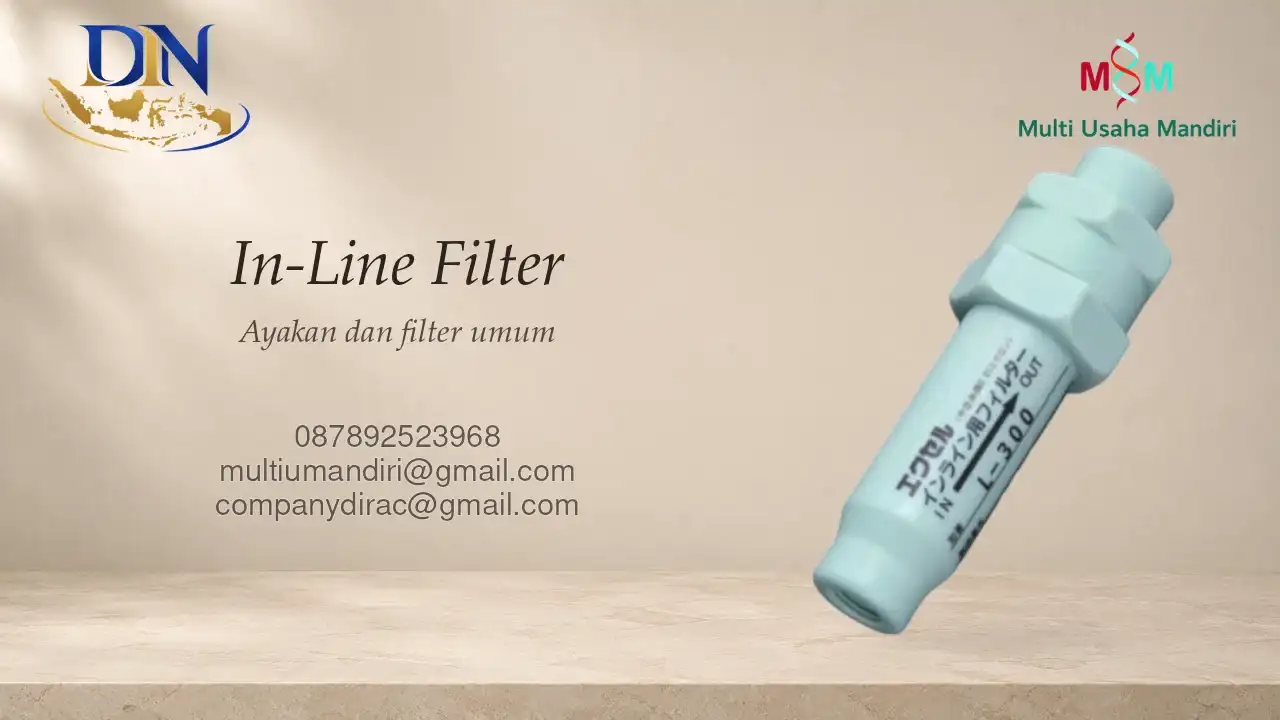 DIN
M M
Multi Usaha Mandiri
In-Line Filter
Ayakan dan filter umum
087892523968
multiumandiri@gmail.com
companydirac@gmail.com
エクセル
インライン用フィルター
IN OUT
L-300